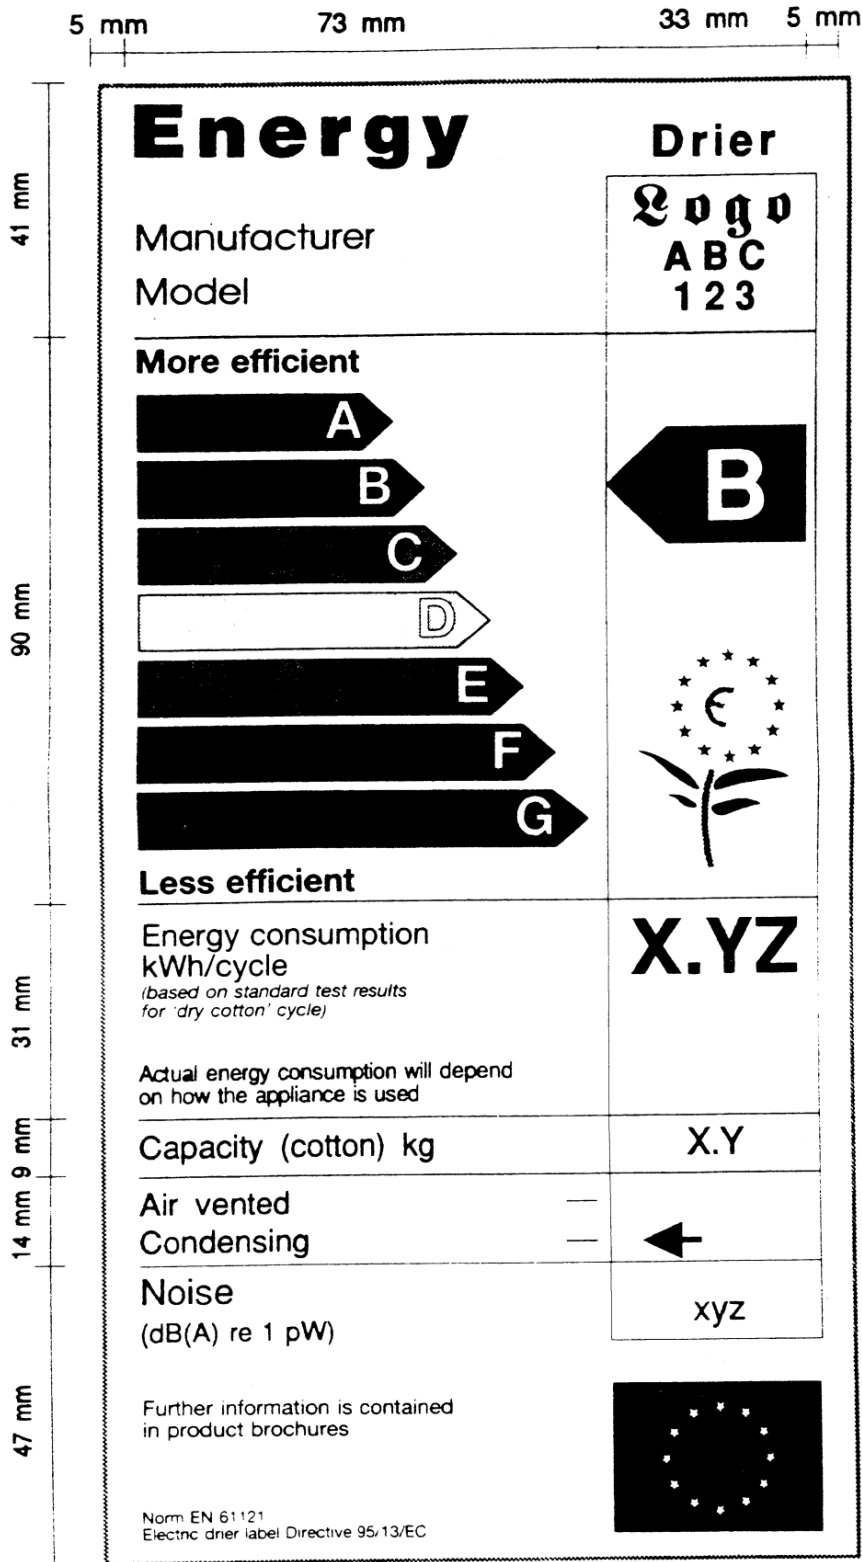 5 mm 73 mm 33 mm 5 mm
Energy Drier
41 mm
Logo
Manufacturer ABC
Model 123
More efficient
A
B B
C
90 mm
D
E
F
G
Less efficient
Energy consumption X.YZ
kWh/cycle
(based on standard test results
for 'dry cotton' cycle)
31 mm
Actual energy consumption will depend
on how the appliance is used
9 mm Capacity (cotton) kg X.Y
14 mm Air vented —
Condensing —
Noise
xyz
(dB(A) re 1 pW)
47 mm
Further information is contained
in product brochures
Norm EN 61121
Electric drier label Directive 95/13/EC